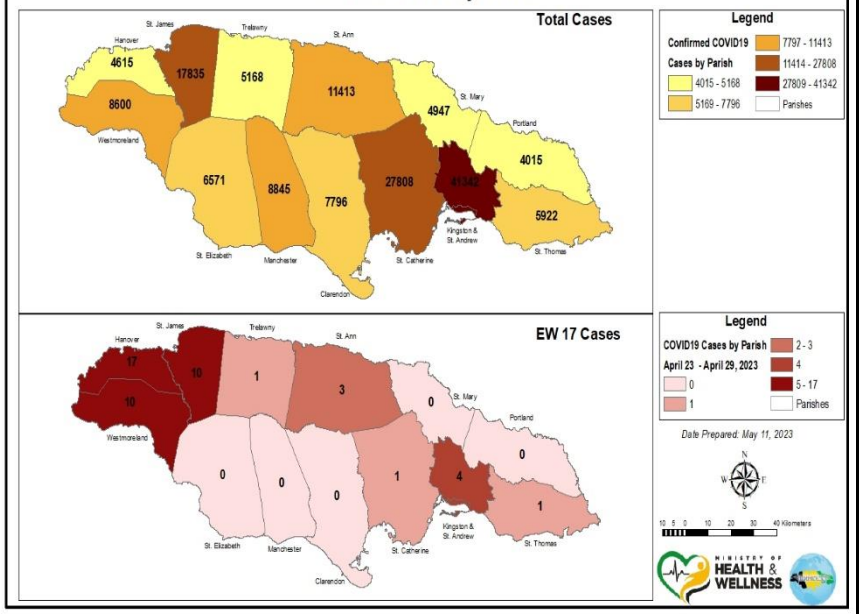 Total Cases
St. James
Trelawny
St. Ann
Hanover
4615
17835
5168
11413
St. Mary
4947
Portland
8600
Westmoreland
4015
6571
8845
7796
27808
41342
5922
Kingston &
St. Andrew
St. Thomas
St. Elizabeth
Manchester
St. Catherine
Clarendon
Legend
Confirmed COVID19
Cases by Parish
4015 - 5168
5169 - 7796
7797 - 11413
11414 - 27808
27809 - 41342
Parishes
EW 17 Cases
St. James
Trelawny
St. Ann
Hanover
17
10
1
3
0
St. Mary
Portland
10
Westmoreland
0
0
0
0
1
4
1
Kingston &
St. Andrew
St. Thomas
St. Elizabeth
Manchester
St. Catherine
Clarendon
Legend
COVID19 Cases by Parish
April 23 - April 29, 2023
0
1
2 - 3
4
5 - 17
Parishes
Date Prepared: May 11, 2023
N
W
E
S
10 5 0 10 20 30 40 Kilometers
MINISTRY OF
HEALTH &
WELLNESS